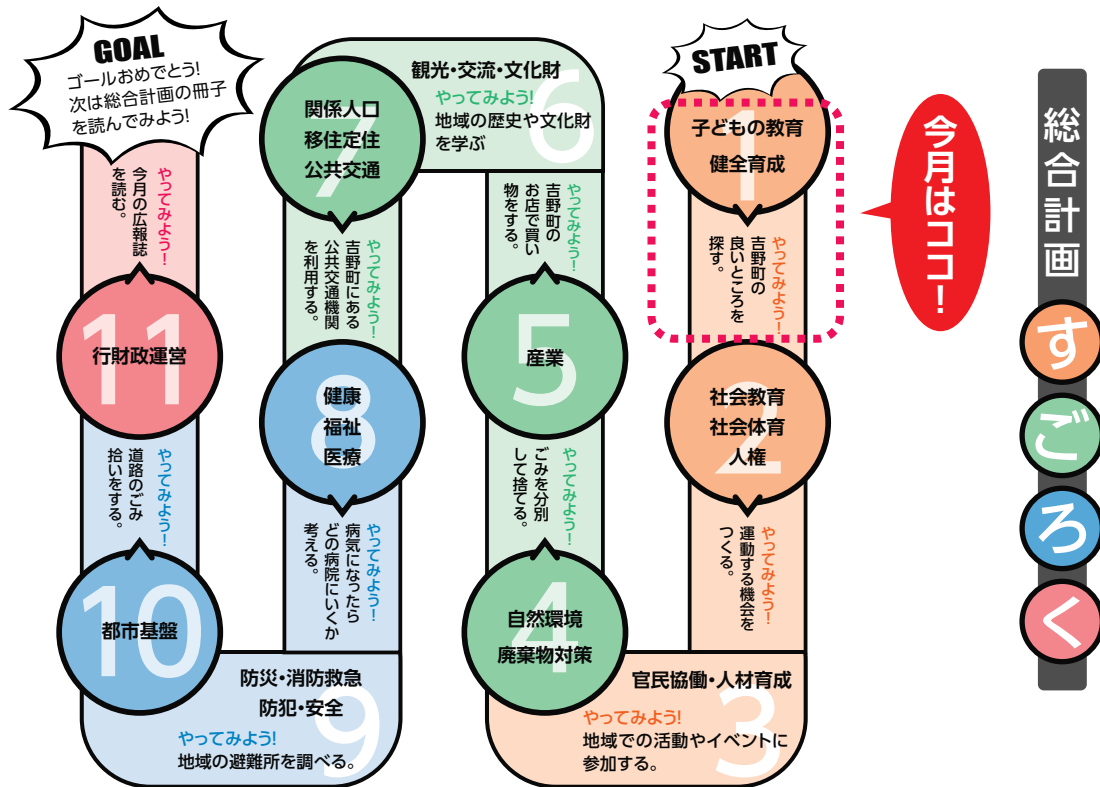 総合計画
すごろく
今月はココ！
START
1
子どもの教育
健全育成
やってみよう！
吉野町の
良いところを
探す。
2
社会教育
社会体育
人権
やってみよう！
運動する機会を
つくる。
3
官民協働・人材育成
やってみよう!
地域での活動やイベントに
参加する。
4
自然環境
廃棄物対策
やってみよう！
ごみを分別
して捨てる。
5
産業
やってみよう！
吉野町の
お店で買い
物をする。
6
観光・交流・文化財
やってみよう!
地域の歴史や文化財
を学ぶ
7
関係人口
移住定住
公共交通
やってみよう！
吉野町にある
公共交通機関
を利用する。
8
健康
福祉
医療
やってみよう！
病気になったら
どの病院にいくか
考える。
9
防災・消防救急
防犯・安全
やってみよう!
地域の避難所を調べる。
10
都市基盤
やってみよう！
道路のごみ
拾いをする。
11
行財政運営
やってみよう！
今月の広報誌
を読む。
GOAL
ゴールおめでとう!
次は総合計画の冊子
を読んでみよう!